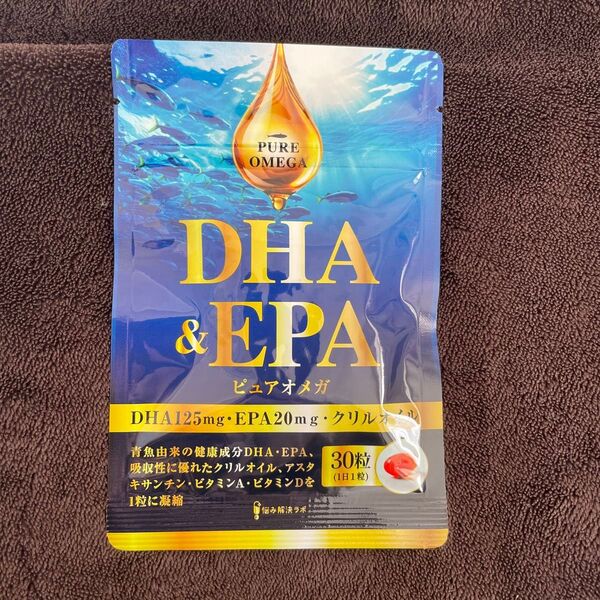 PURE
OMEGA
DHA
&EPA
ピュアオメガ
DHA125mg・EPA20mg・クリルオイル
青魚由来の健康成分DHA・EPA、
吸収性に優れたクリルオイル、アスタ
キサンチン・ビタミンA・ビタミンDを
1粒に凝縮
30粒
(1日1粒)
悩み解決ラボ